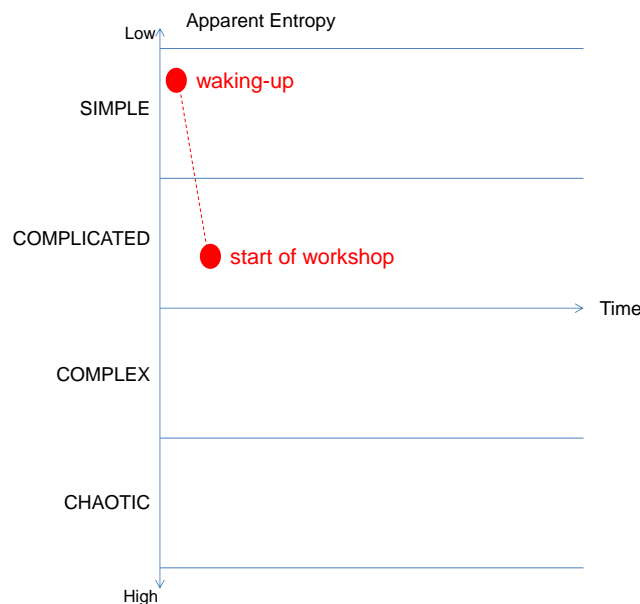 Apparent Entropy
Low
waking-up
SIMPLE
COMPLICATED
start of workshop
Time
COMPLEX
CHAOTIC
High